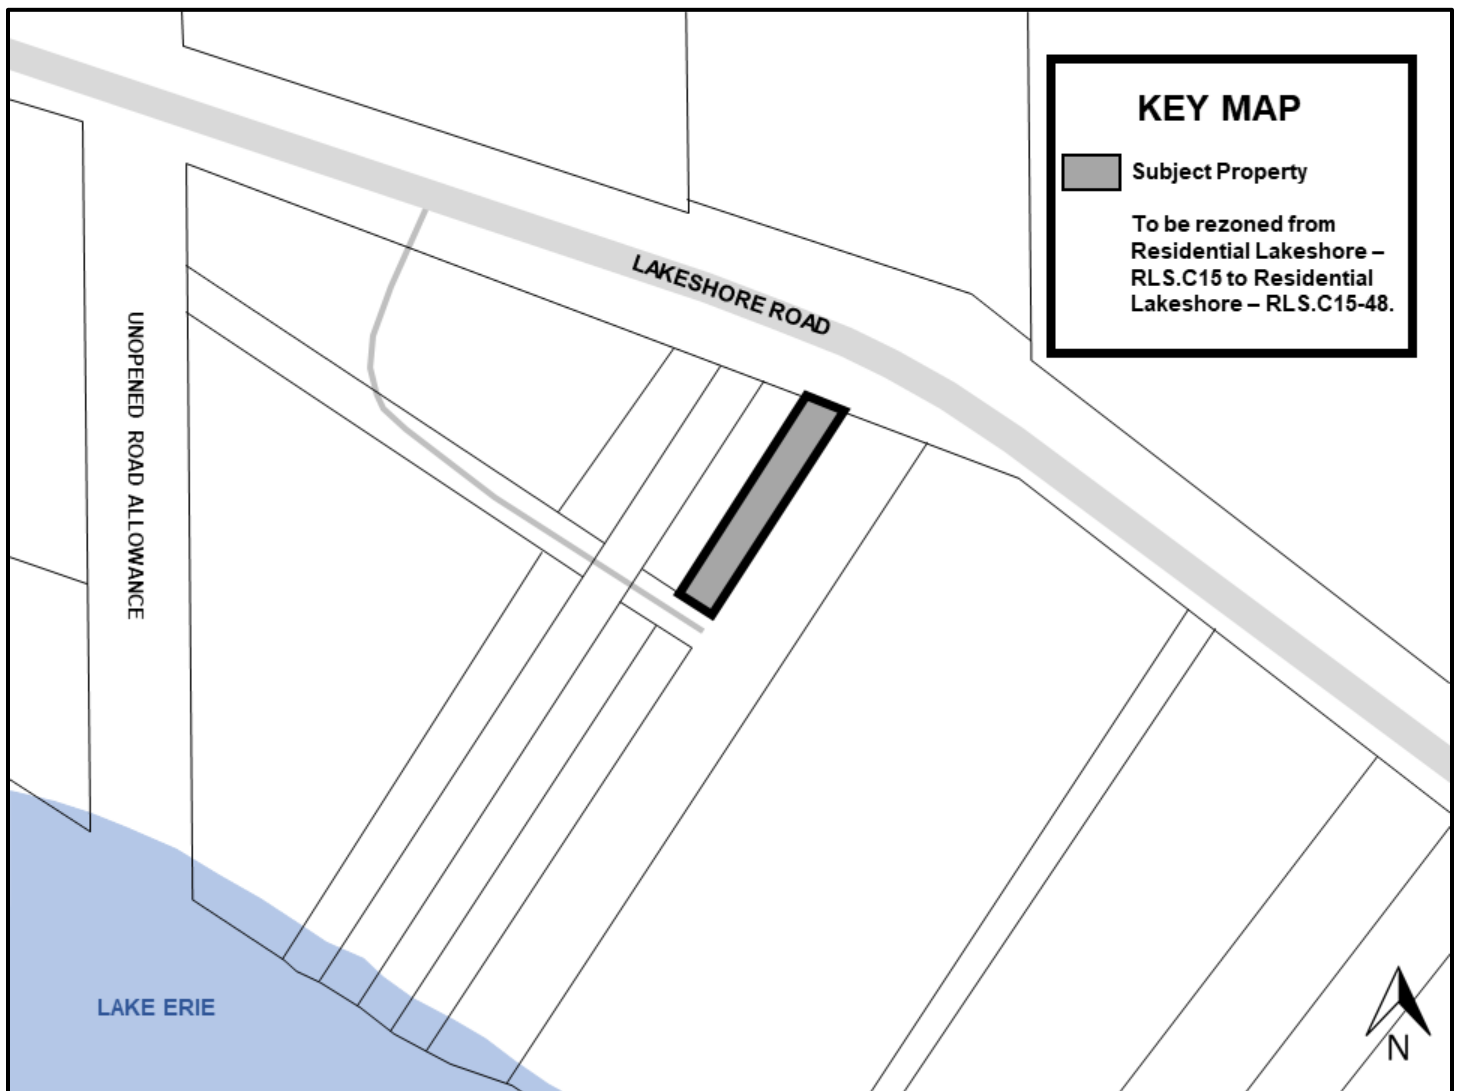 KEY MAP
Subject Property
To be rezoned from
Residential Lakeshore –
RLS.C15 to Residential
Lakeshore – RLS.C15-48.
LAKESHORE ROAD
UNOPENED ROAD ALLOWANCE
LAKE ERIE
N